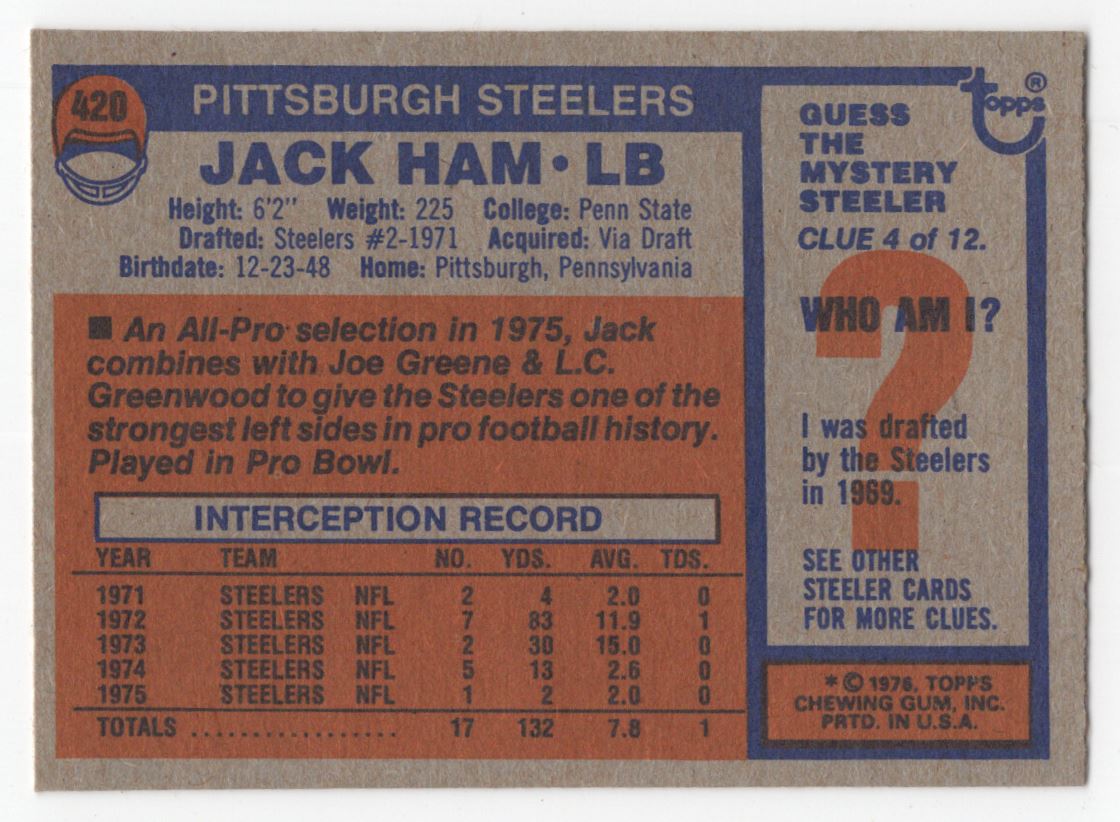 420
PITTSBURGH STEELERS
JACK HAM • LB
Height: 6'2" Weight: 225 College: Penn State
Drafted: Steelers #2-1971 Acquired: Via Draft
Birthdate: 12-23-48 Home: Pittsburgh, Pennsylvania
■ An All-Pro selection in 1975, Jack
combines with Joe Greene & L.C.
Greenwood to give the Steelers one of the
strongest left sides in pro football history.
Played in Pro Bowl.
INTERCEPTION RECORD
YEAR TEAM NO. YDS. AVG. TDS.
1971 STEELERS NFL 2 4 2.0 0
1972 STEELERS NFL 7 83 11.9 1
1973 STEELERS NFL 2 30 15.0 0
1974 STEELERS NFL 5 13 2.6 0
1975 STEELERS NFL 1 2 2.0 0
TOTALS .................. 17 132 7.8 1
topps ®
GUESS
THE
MYSTERY
STEELER
CLUE 4 of 12.
?
WHO AM I?
I was drafted
by the Steelers
in 1969.
SEE OTHER
STEELER CARDS
FOR MORE CLUES.
* © 1976, TOPPS
CHEWING GUM, INC.
PRTD. IN U.S.A.